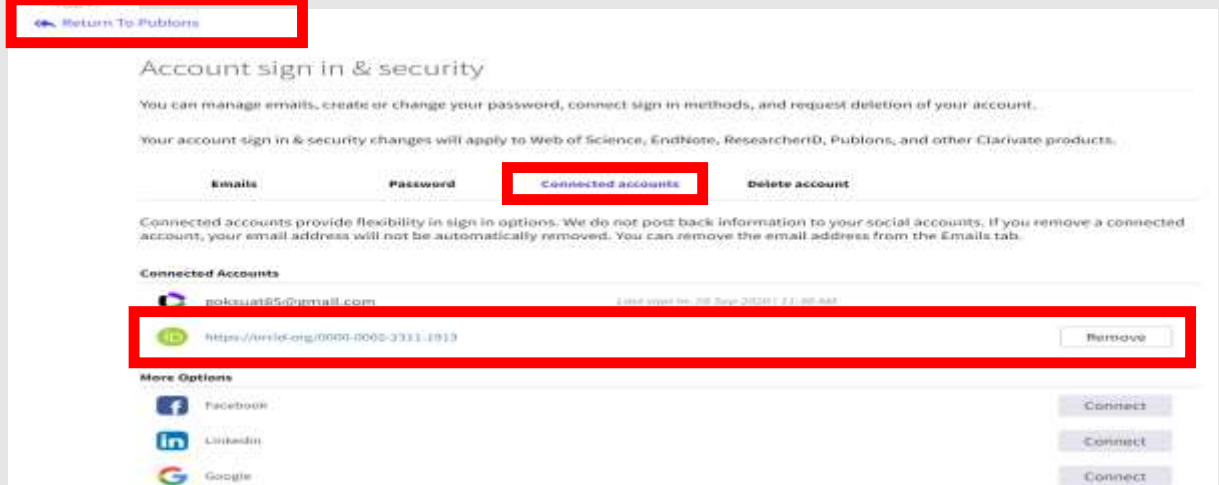 Return To Publons
Account sign in & security
You can manage emails, create or change your password, connect sign in methods, and request deletion of your account.
Your account sign in & security changes will apply to Web of Science, EndNote, ResearcherID, Publons, and other Clarivate products.
Emails Password Connected accounts Delete account
Connected accounts provide flexibility in sign in options. We do not post back information to your social accounts. If you remove a connected
account, your email address will not be automatically removed. You can remove the email address from the Emails tab.
Connected Accounts
Remove
More Options
Facebook Connect
LinkedIn Connect
Google Connect